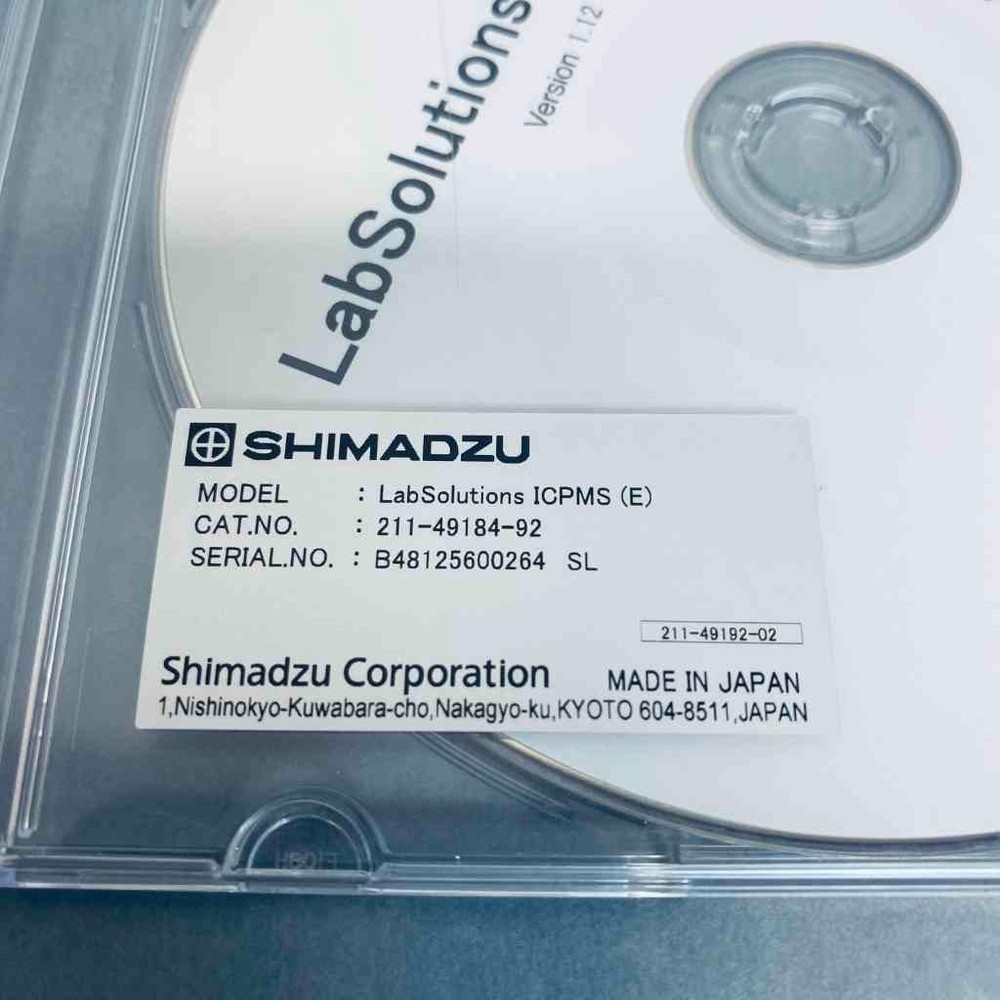 LabSolutions
Version 1.12
SHIMADZU
MODEL : LabSolutions ICPMS (E)
CAT.NO. : 211-49184-92
SERIAL.NO. : B48125600264 SL
211-49192-02
Shimadzu Corporation MADE IN JAPAN
1,Nishinokyo-Kuwabara-cho,Nakagyo-ku,KYOTO 604-8511,JAPAN